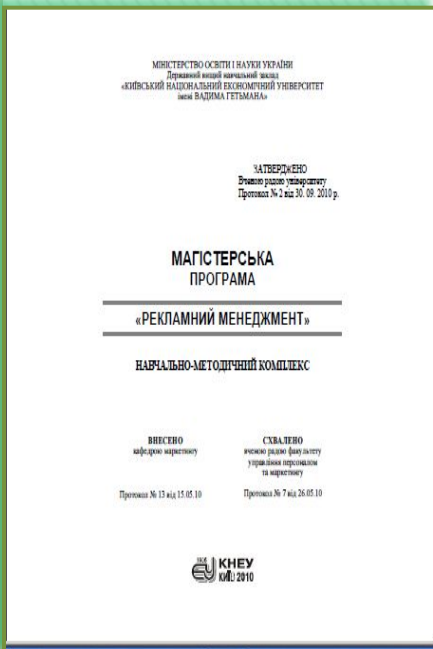 МІНІСТЕРСТВО ОСВІТИ І НАУКИ УКРАЇНИ
Державний вищий навчальний заклад
«КИЇВСЬКИЙ НАЦІОНАЛЬНИЙ ЕКОНОМІЧНИЙ УНІВЕРСИТЕТ
імені ВАДИМА ГЕТЬМАНА»
ЗАТВЕРДЖЕНО
Вченою радою університету
Протокол № 2 від 30. 09. 2010 р.
МАГІСТЕРСЬКА
ПРОГРАМА
«РЕКЛАМНИЙ МЕНЕДЖМЕНТ»
НАВЧАЛЬНО-МЕТОДИЧНИЙ КОМПЛЕКС
ВНЕСЕНО
кафедрою маркетингу
Протокол № 13 від 15.05.10
СХВАЛЕНО
вченою радою факультету
управління персоналом
та маркетингу
Протокол № 7 від 26.05.10
КНЕУ
КИЇВ 2010